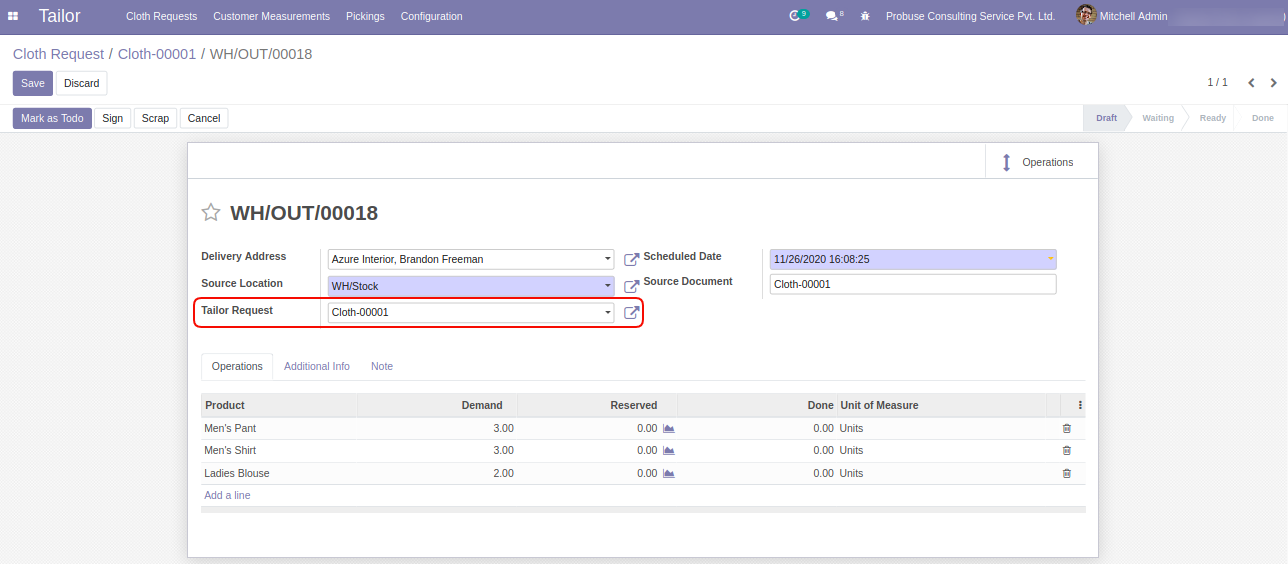 Tailor Cloth Requests Customer Measurements Pickings Configuration 9 8 Probuse Consulting Service Pvt. Ltd. Mitchell Admin
Cloth Request / Cloth-00001 / WH/OUT/00018
Save Discard 1 / 1
Mark as Todo Sign Scrap Cancel Draft Waiting Ready Done
Operations
WH/OUT/00018
Delivery Address Azure Interior, Brandon Freeman Scheduled Date 11/26/2020 16:08:25
Source Location WH/Stock Source Document Cloth-00001
Tailor Request Cloth-00001
Operations Additional Info Note
Product Demand Reserved Done Unit of Measure
Men's Pant 3.00 0.00 0.00 Units
Men's Shirt 3.00 0.00 0.00 Units
Ladies Blouse 2.00 0.00 0.00 Units
Add a line